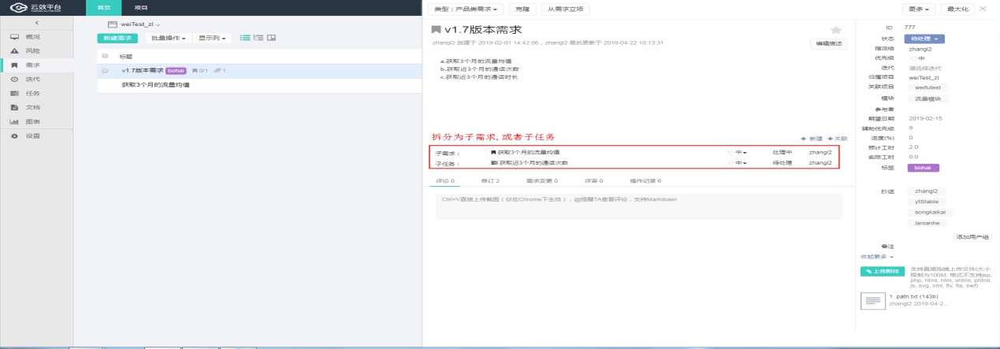 云效平台
首页 项目
<
概况
风险
需求
迭代
任务
文档
图表
设置
weiTest_zl
新建需求 批量操作 显示列
标题
v1.7版本需求 bohai 0/1 1
获取3个月的流量均值
类型：产品类需求 克隆 从需求立项 更多 最大化
v1.7版本需求
zhangl2 创建于 2019-02-01 14:42:06，zhangl2 最后更新于 2019-04-22 10:13:31
编辑描述
a.获取3个月的流量均值
b.获取近3个月的通话次数
c.获取近3个月的通话时长
拆分为子需求, 或者子任务
+ 新建 + 关联
子需求： 获取3个月的流量均值 中 处理中 zhangl2
子任务： 获取近3个月的通话次数 中 待处理 zhangl2
评论 0 修订 2 需求变更 0 评审 0 操作记录 6
Ctrl+V直接上传截图（仅在Chrome下生效），@提醒TA查看评论，支持Markdown
ID 777
状态 待处理
指派给 zhangl2
优先级 中
迭代 请选择迭代
归属项目 weiTest_zl
关联项目 weifutest
模块 流量模块
参与者
期望日期 2019-02-15
辅助优先级 9
进度(%) 0
预计工时 2.0
实际工时 0.0
标签 bohai
抄送 zhangl2
ytStable
songkaikai
lanlanhe
添加用户组
备注
收起更多
上传附件
支持直接拖拽上传文件(大小
限制为100M, 格式不支持jsp,
php, html, htm, shtml, phtml,
js, svg, xml, flv, fla, swf)
1. path.txt (143b)
zhangl2 2019-04-2...